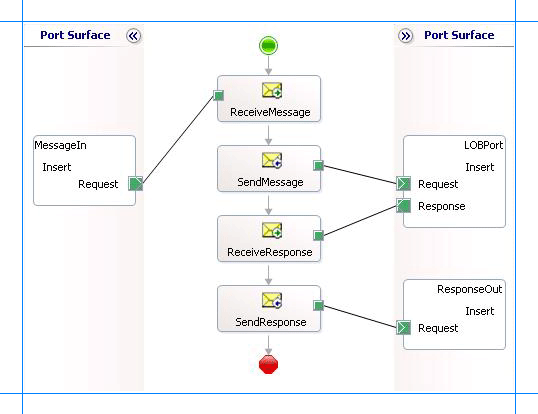 Port Surface
Port Surface
ReceiveMessage
MessageIn
Insert
Request
SendMessage
LOBPort
Insert
Request
Response
ReceiveResponse
SendResponse
ResponseOut
Insert
Request